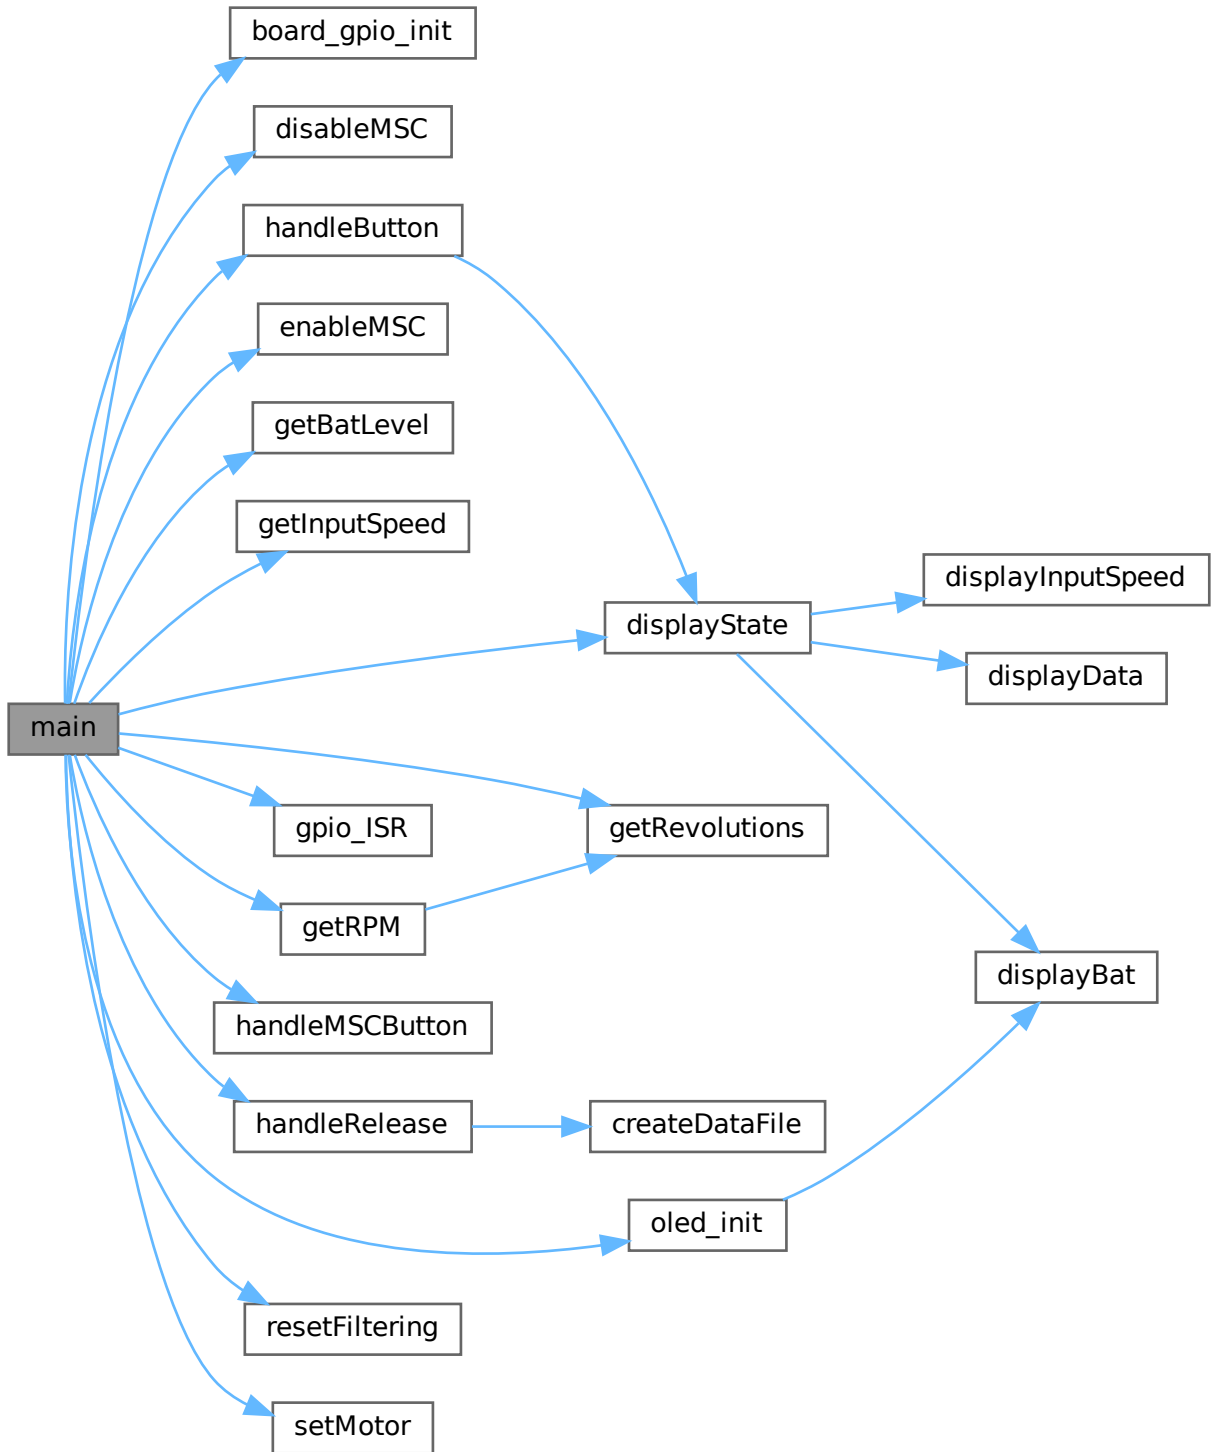 board_gpio_init
disableMSC
handleButton
enableMSC
getBatLevel
getInputSpeed
displayInputSpeed
displayState
displayData
main
gpio_ISR
getRevolutions
getRPM
displayBat
handleMSCButton
handleRelease
createDataFile
oled_init
resetFiltering
setMotor